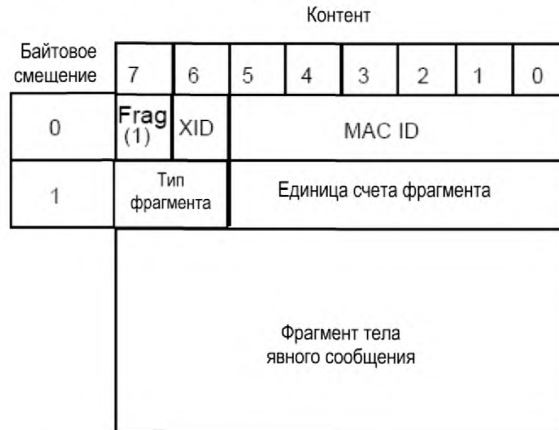 Контент
Байтовое
смещение
7 6 5 4 3 2 1 0
0 Frag XID MAC ID
(1)
1 Тип Единица счета фрагмента
фрагмента
Фрагмент тела
явного сообщения